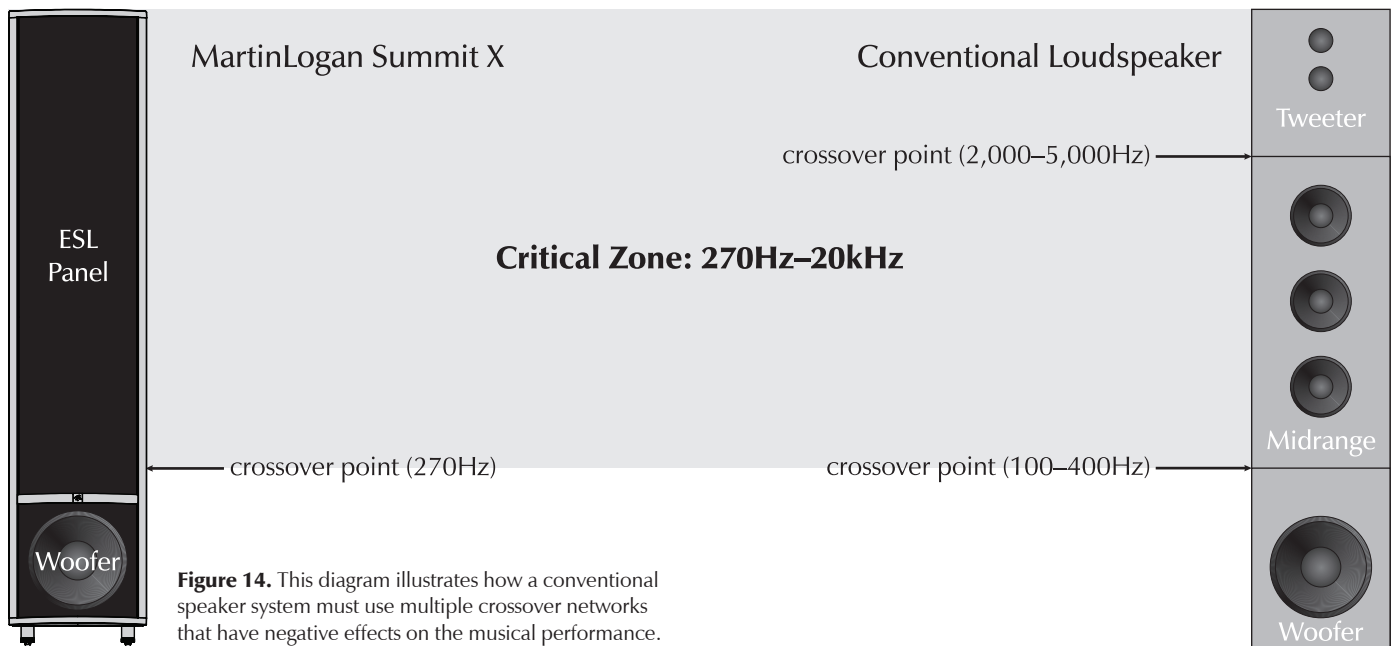 MartinLogan Summit X
Conventional Loudspeaker
Tweeter
crossover point (2,000–5,000Hz)
ESL
Panel
Critical Zone: 270Hz–20kHz
Midrange
crossover point (270Hz)
crossover point (100–400Hz)
Woofer
Figure 14. This diagram illustrates how a conventional
speaker system must use multiple crossover networks
that have negative effects on the musical performance.
Woofer